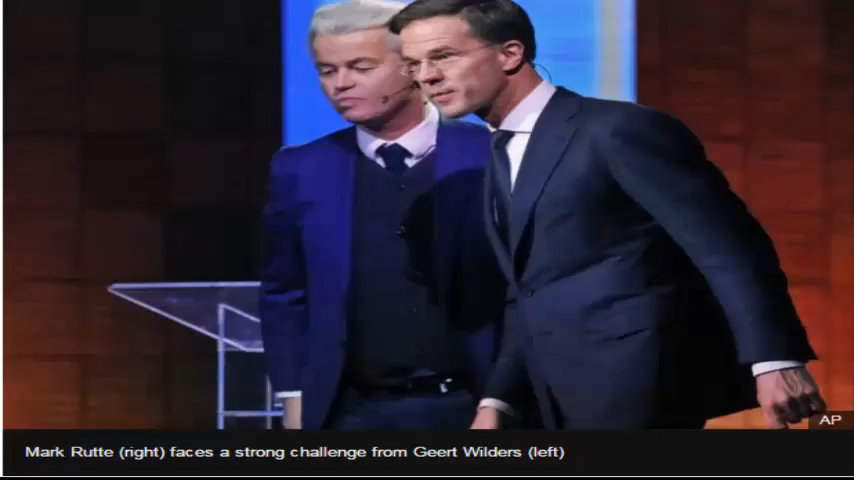 AP
Mark Rutte (right) faces a strong challenge from Geert Wilders (left)